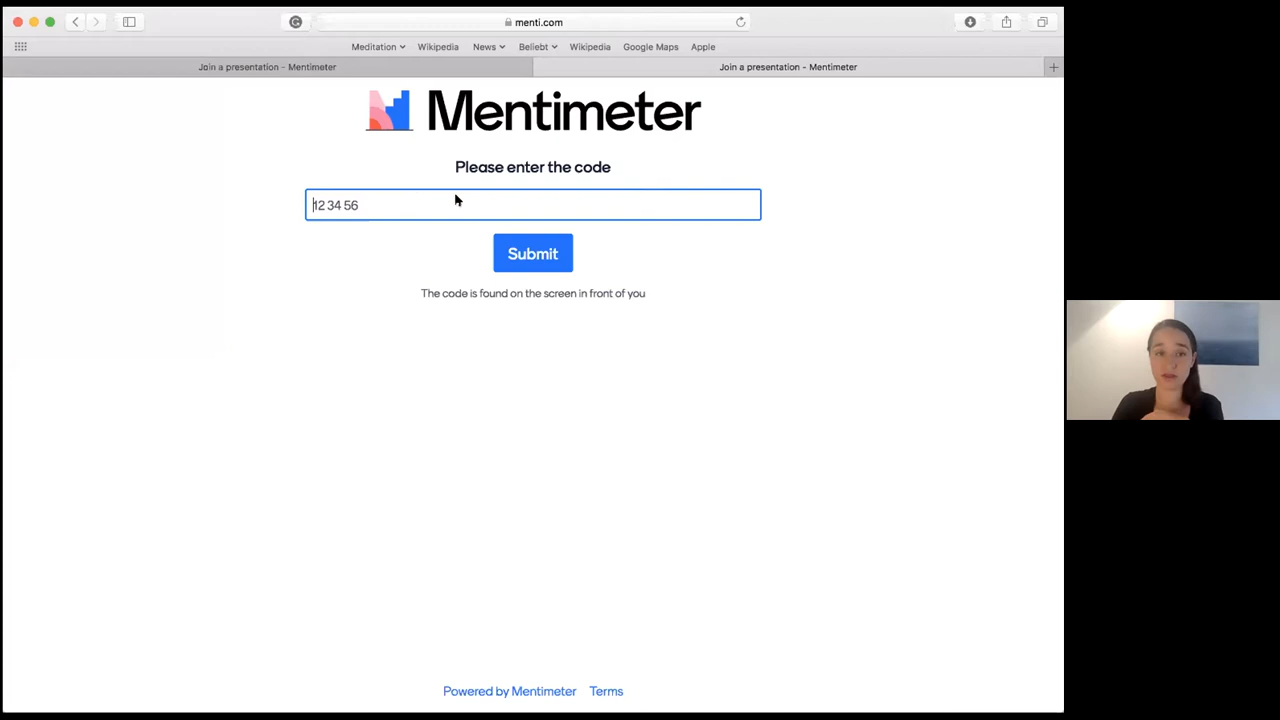 menti.com
Meditation
Wikipedia
News
Beliebt
Wikipedia
Google Maps
Apple
Join a presentation - Mentimeter
Join a presentation - Mentimeter
Mentimeter
Please enter the code
12 34 56
Submit
The code is found on the screen in front of you
Powered by Mentimeter
Terms